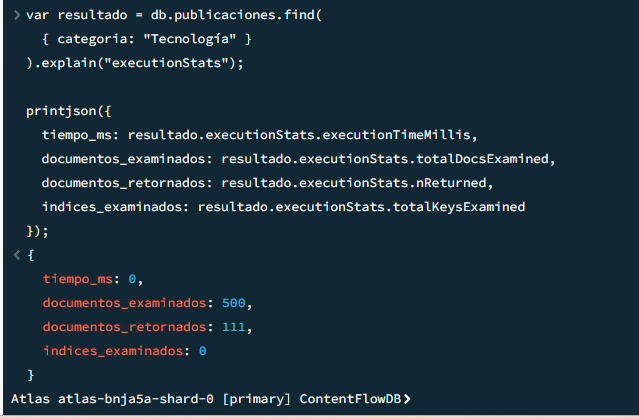 > var resultado = db.publicaciones.find(
    { categoria: "Tecnología" }
  ).explain("executionStats");

  printjson({
    tiempo_ms: resultado.executionStats.executionTimeMillis,
    documentos_examinados: resultado.executionStats.totalDocsExamined,
    documentos_retornados: resultado.executionStats.nReturned,
    indices_examinados: resultado.executionStats.totalKeysExamined
  });
< {
    tiempo_ms: 0,
    documentos_examinados: 500,
    documentos_retornados: 111,
    indices_examinados: 0
  }
Atlas atlas-bnja5a-shard-0 [primary] ContentFlowDB>